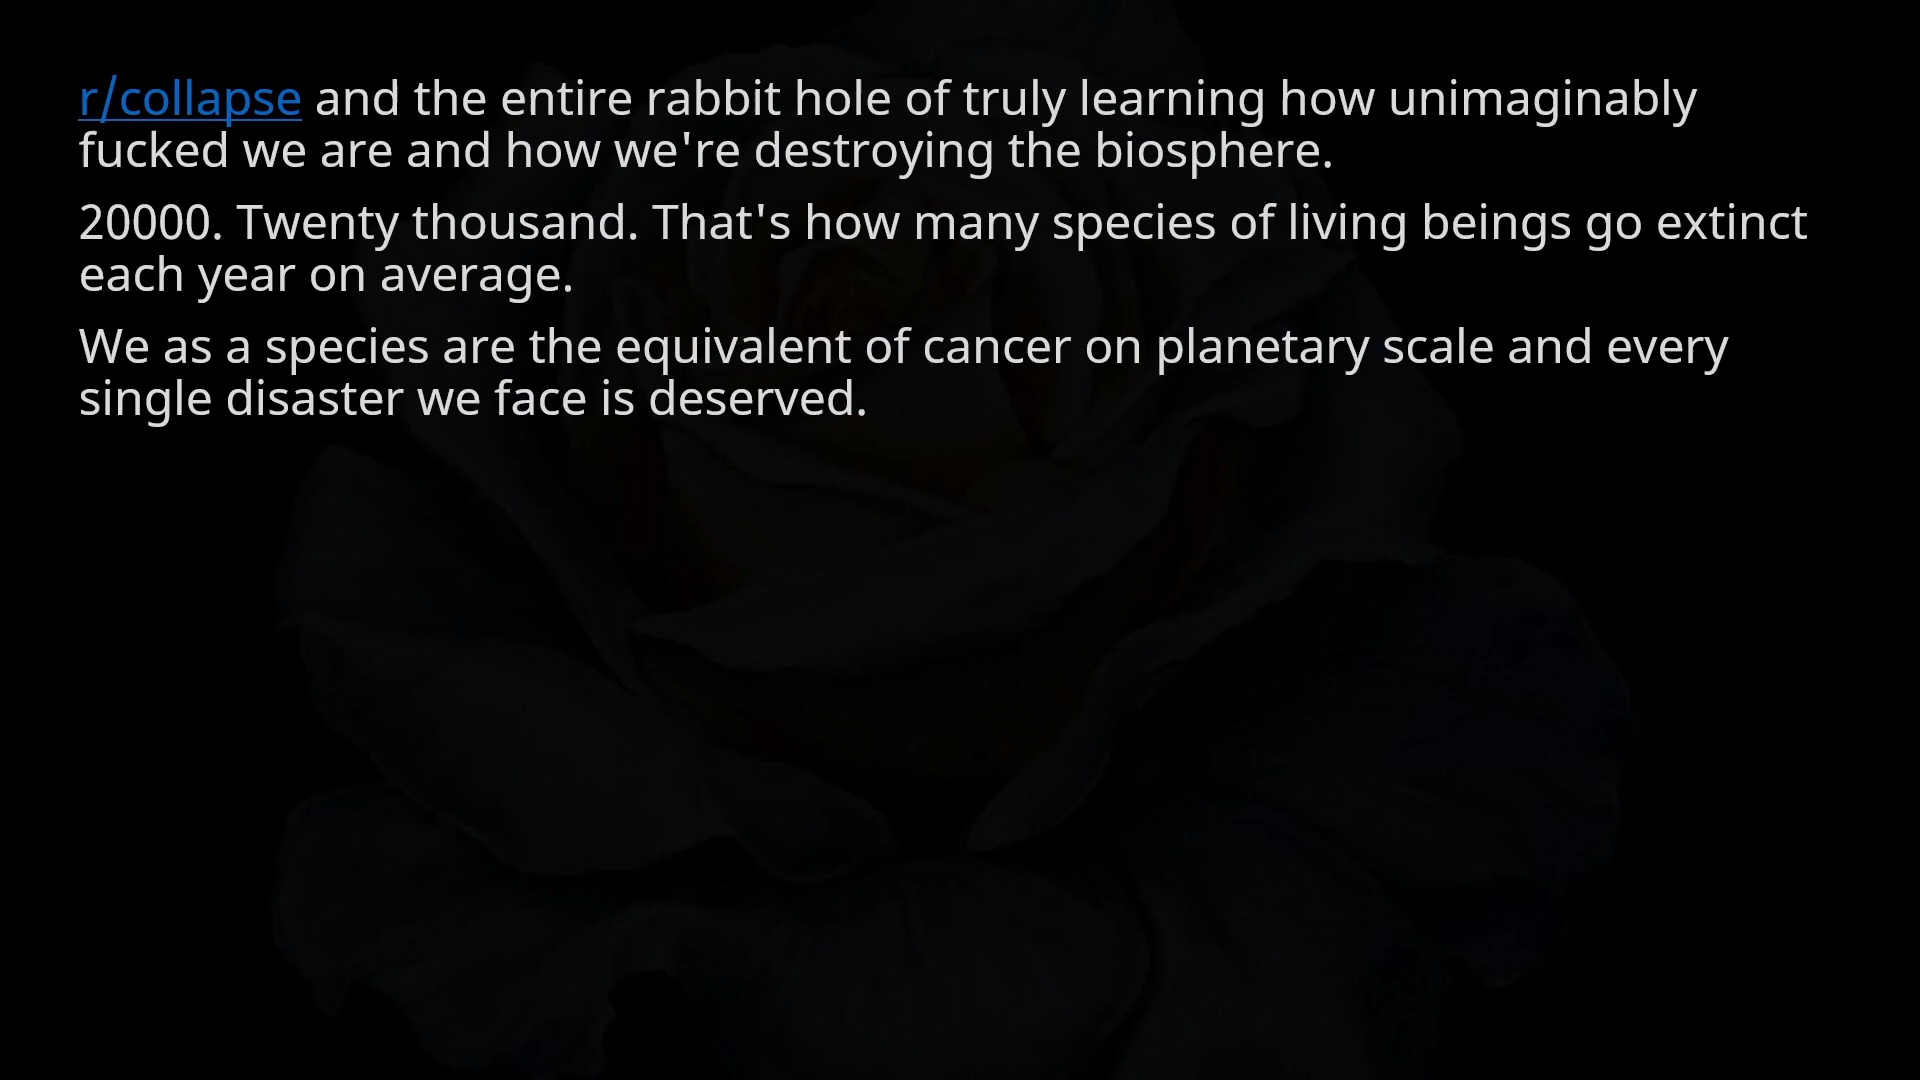 r/collapse and the entire rabbit hole of truly learning how unimaginably
fucked we are and how we're destroying the biosphere.
20000. Twenty thousand. That's how many species of living beings go extinct
each year on average.
We as a species are the equivalent of cancer on planetary scale and every
single disaster we face is deserved.